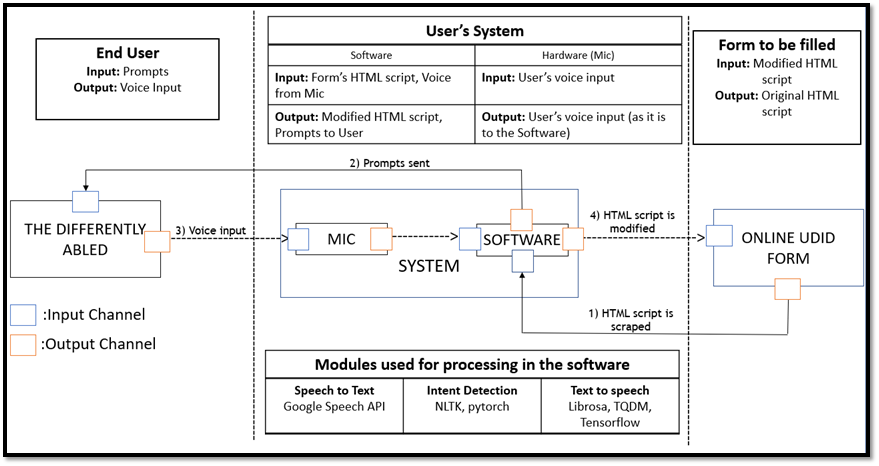 End User
Input: Prompts
Output: Voice Input
User's System
Software
Hardware (Mic)
Input: Form's HTML script, Voice
from Mic
Input: User's voice input
Output: Modified HTML script,
Prompts to User
Output: User's voice input (as it is
to the Software)
Form to be filled
Input: Modified HTML
script
Output: Original HTML
script
2) Prompts sent
THE DIFFERENTLY
ABLED
3) Voice input
MIC
SOFTWARE
SYSTEM
4) HTML script is
modified
ONLINE UDID
FORM
1) HTML script is
scraped
:Input Channel
:Output Channel
Modules used for processing in the software
Speech to Text
Google Speech API
Intent Detection
NLTK, pytorch
Text to speech
Librosa, TQDM,
Tensorflow